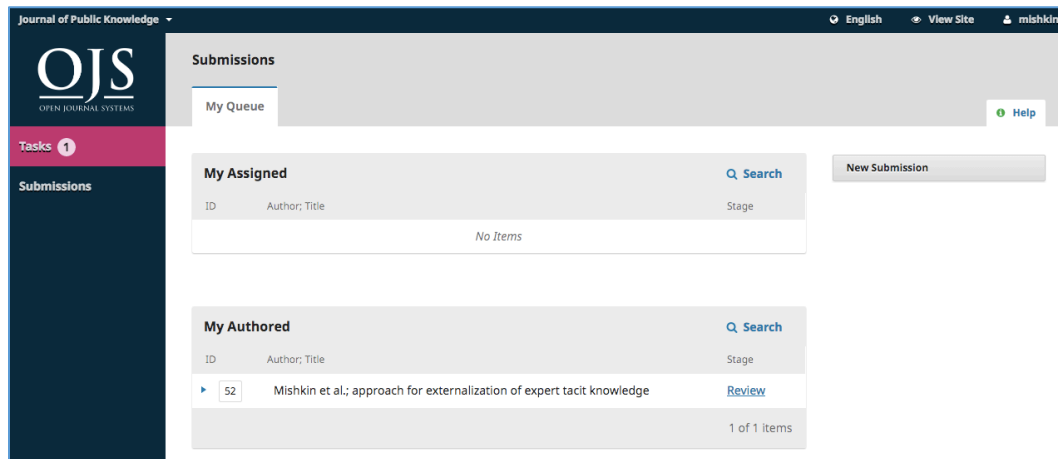 Journal of Public Knowledge
English
View Site
mishkin
OJS
OPEN JOURNAL SYSTEMS
Tasks 1
Submissions
Submissions
My Queue
Help
My Assigned
Search
ID Author; Title Stage
No Items
New Submission
My Authored
Search
ID Author; Title Stage
52 Mishkin et al.; approach for externalization of expert tacit knowledge Review
1 of 1 items